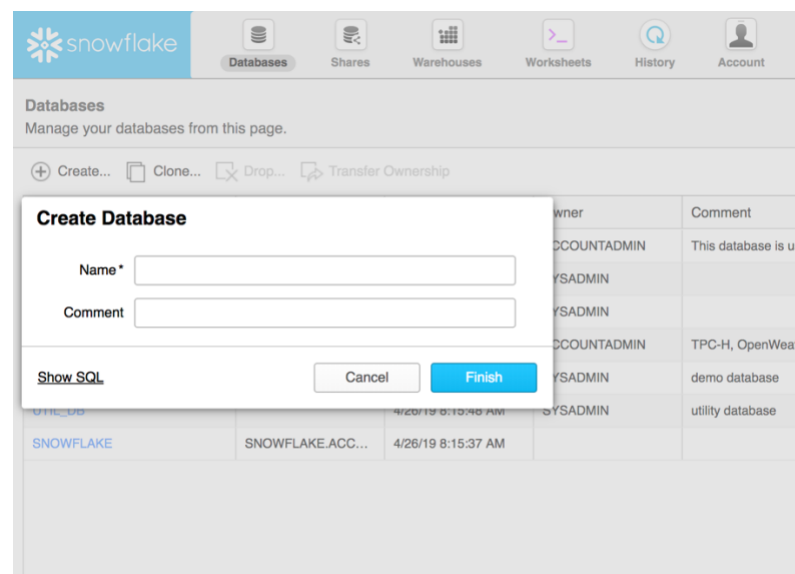 snowflake
Databases Shares Warehouses Worksheets History Account
Databases
Manage your databases from this page.
Create... Clone... Drop... Transfer Ownership
Create Database
wner Comment
Name*
CCOUNTADMIN This database is u
YSADMIN
Comment
YSADMIN
CCOUNTADMIN TPC-H, OpenWea
Show SQL Cancel Finish
YSADMIN demo database
UTIL_DB 4/26/19 8:15:48 AM SYSADMIN utility database
SNOWFLAKE SNOWFLAKE.ACC... 4/26/19 8:15:37 AM